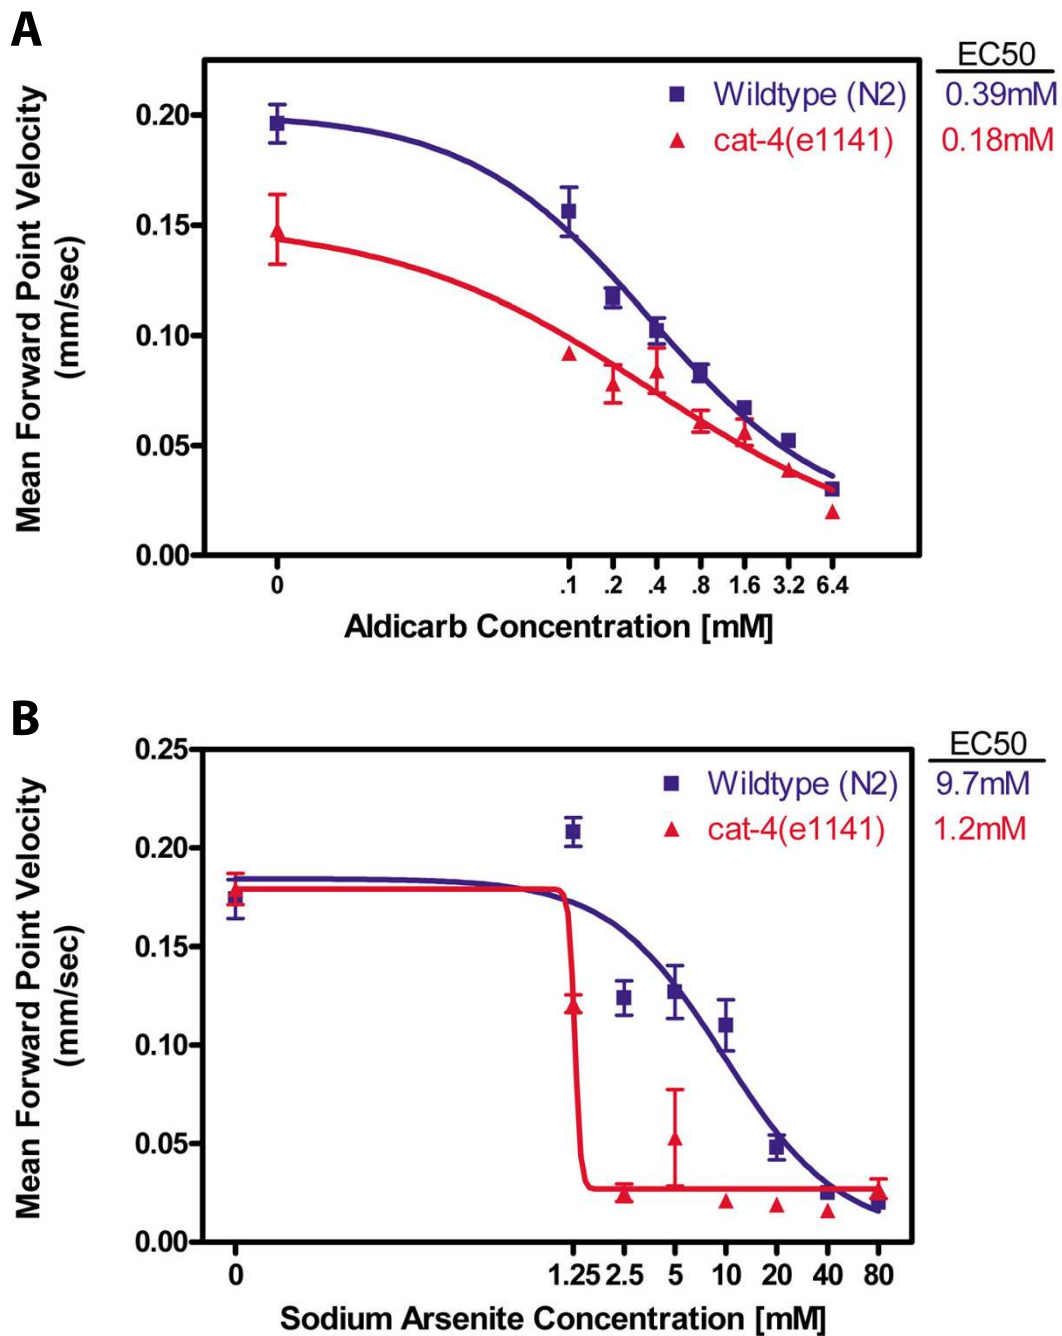 A
EC50
Wildtype (N2) 0.39mM
cat-4(e1141) 0.18mM
Mean Forward Point Velocity
(mm/sec)
0.20
0.15
0.10
0.05
0.00
0 .1 .2 .4 .8 1.6 3.2 6.4
Aldicarb Concentration [mM]
B
EC50
Wildtype (N2) 9.7mM
cat-4(e1141) 1.2mM
Mean Forward Point Velocity
(mm/sec)
0.25
0.20
0.15
0.10
0.05
0.00
0 1.25 2.5 5 10 20 40 80
Sodium Arsenite Concentration [mM]